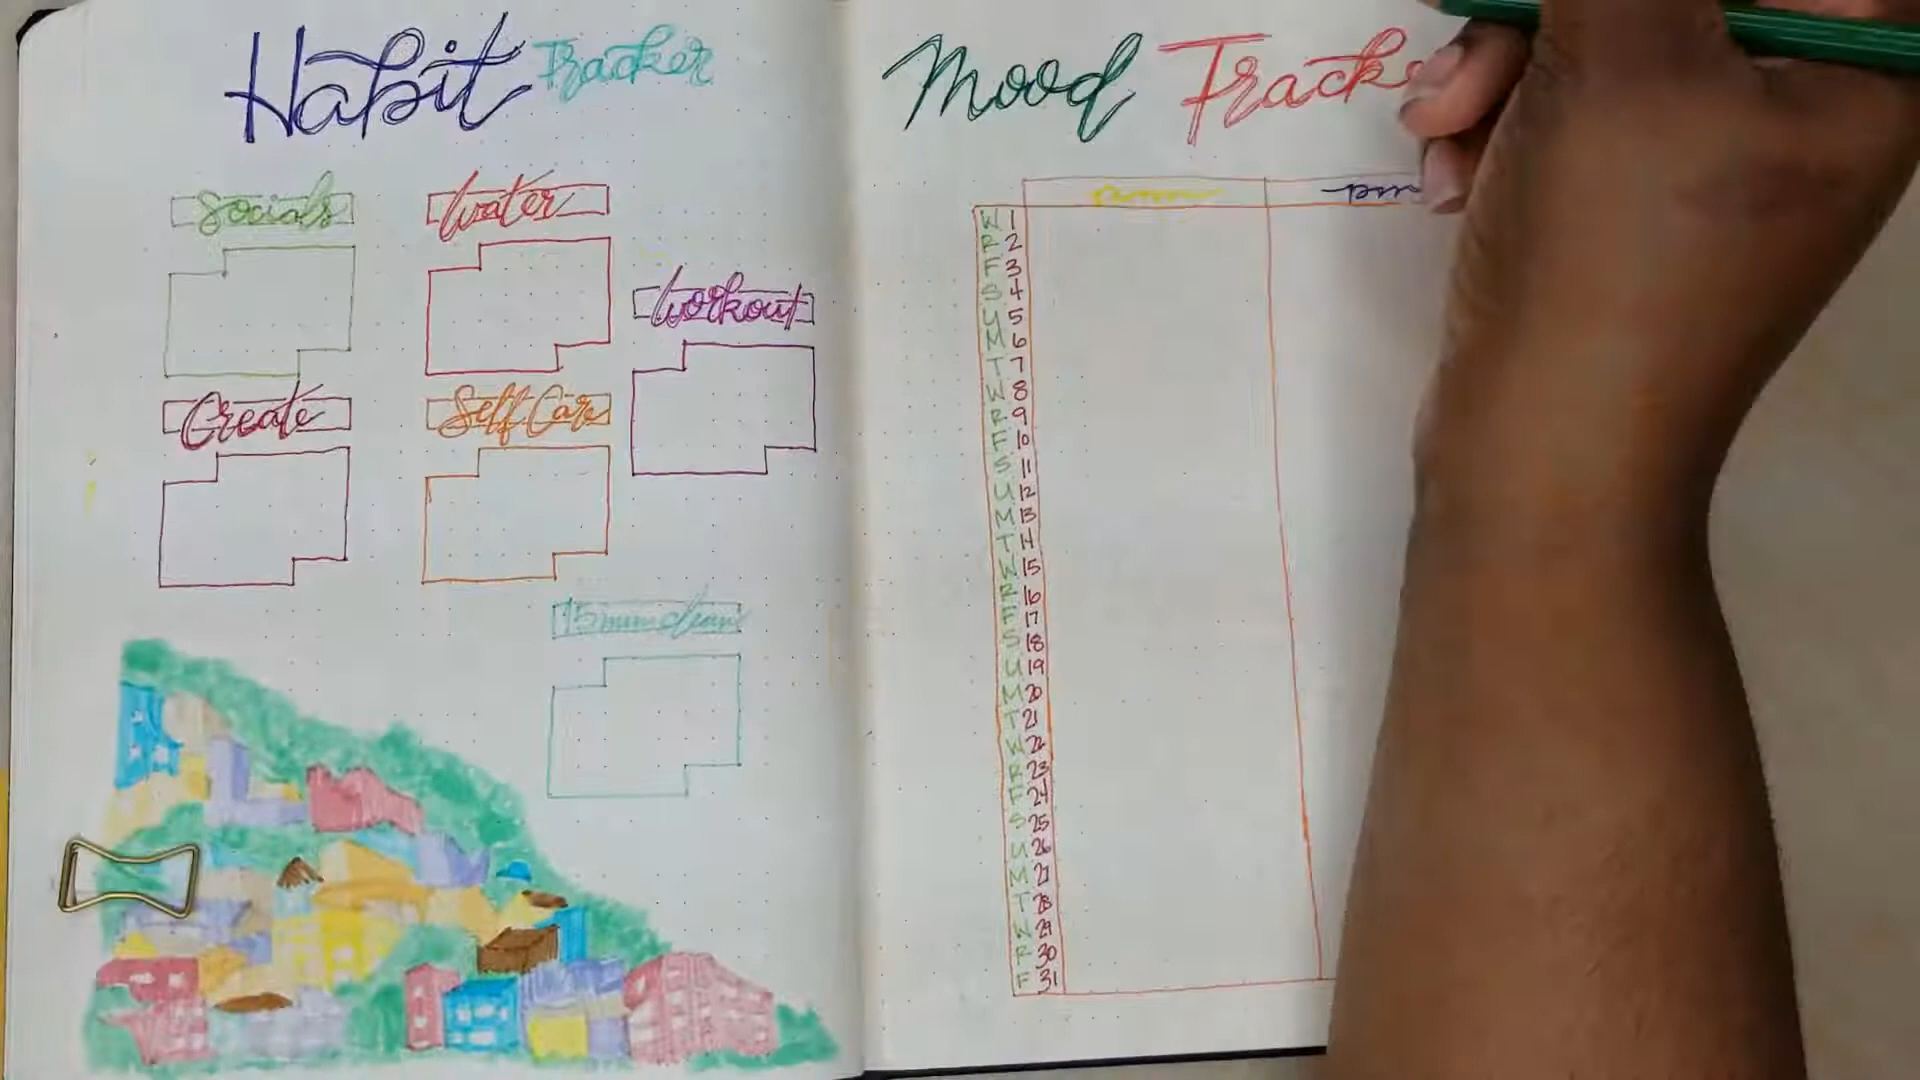 Habit Tracker
Socials
Water
Workout
Create
Self Care
15 min clean
Mood
am
pm
W 1
R 2
F 3
S 4
U 5
M 6
T 7
W 8
R 9
F 10
S 11
U 12
M 13
T 14
W 15
R 16
F 17
S 18
U 19
M 20
T 21
W 22
R 23
F 24
S 25
U 26
M 27
T 28
W 29
R 30
F 31